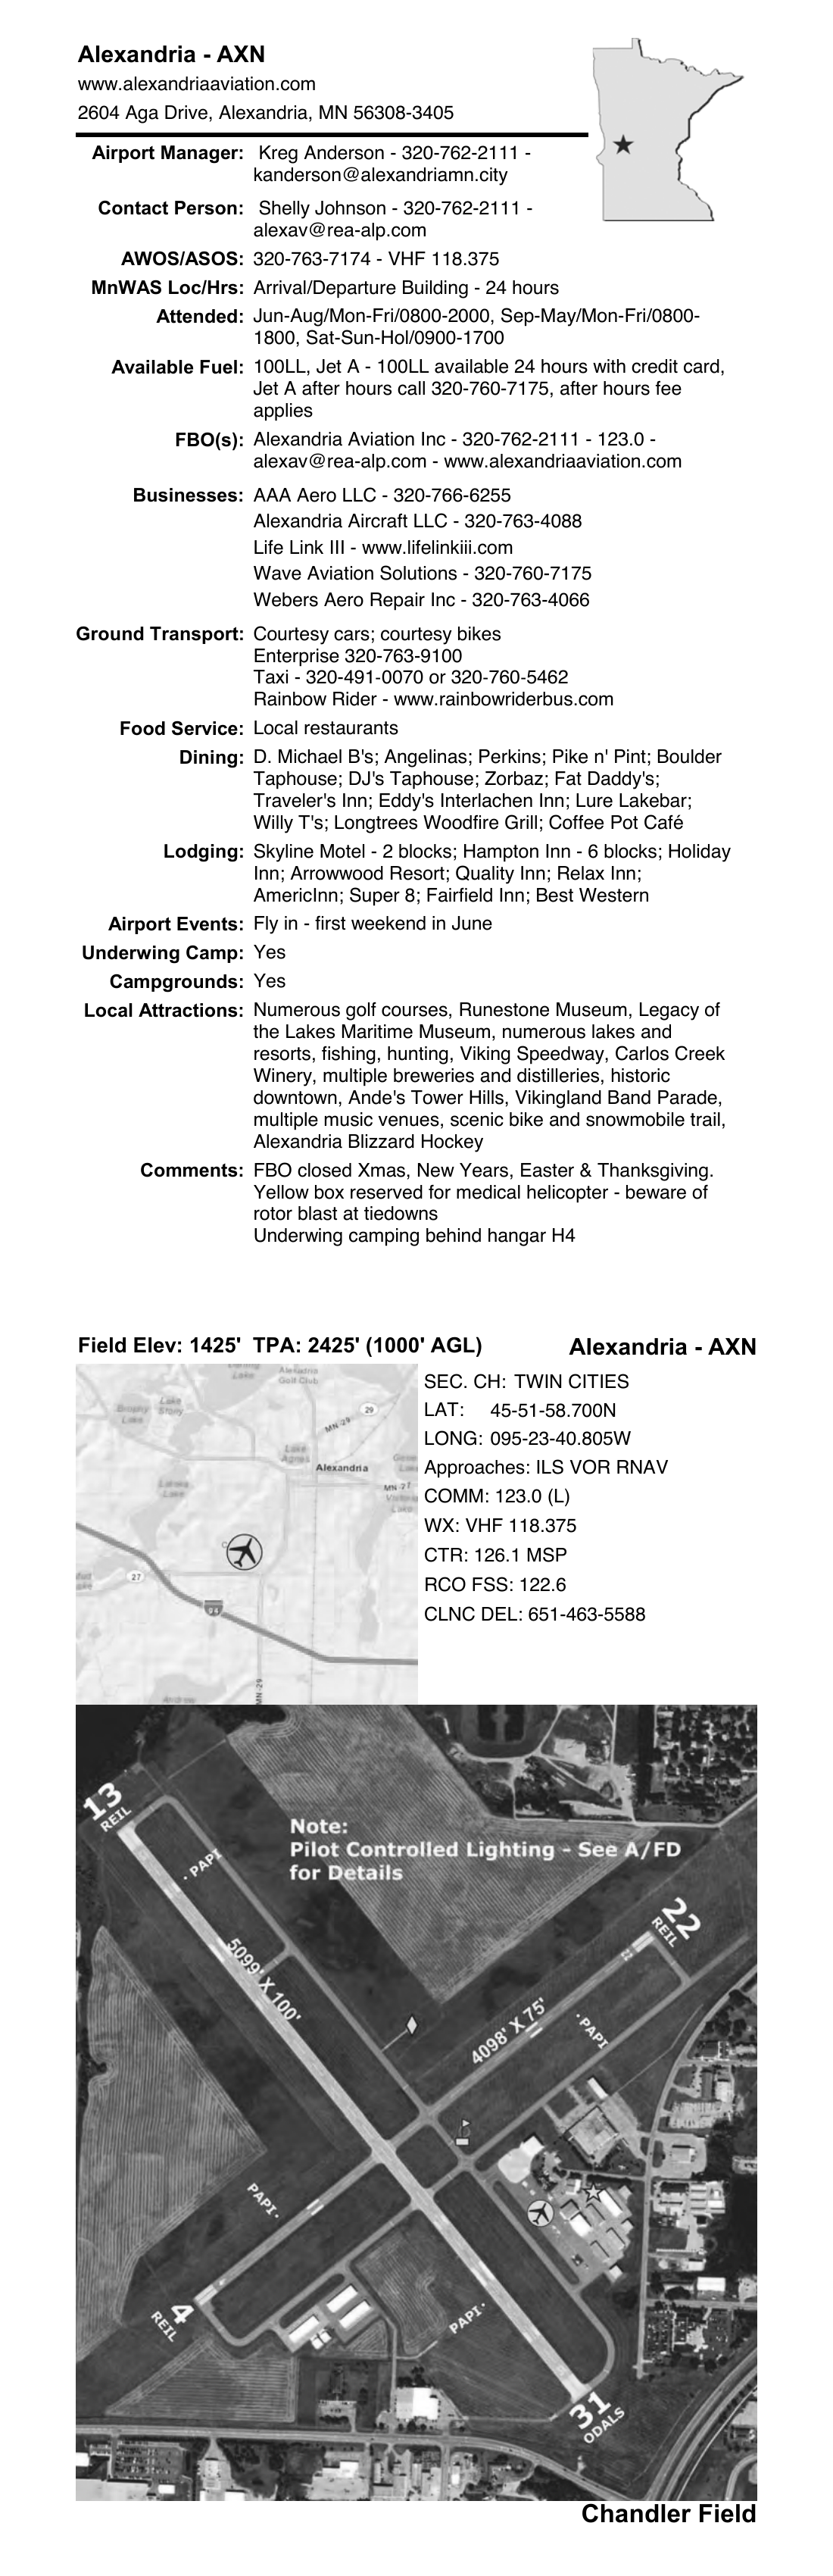 Alexandria - AXN
www.alexandriaaviation.com
2604 Aga Drive, Alexandria, MN 56308-3405
Airport Manager: Kreg Anderson - 320-762-2111 -
kanderson@alexandriamn.city
Contact Person: Shelly Johnson - 320-762-2111 -
alexav@rea-alp.com
AWOS/ASOS: 320-763-7174 - VHF 118.375
MnWAS Loc/Hrs: Arrival/Departure Building - 24 hours
Attended: Jun-Aug/Mon-Fri/0800-2000, Sep-May/Mon-Fri/0800-
1800, Sat-Sun-Hol/0900-1700
Available Fuel: 100LL, Jet A - 100LL available 24 hours with credit card,
Jet A after hours call 320-760-7175, after hours fee
applies
FBO(s): Alexandria Aviation Inc - 320-762-2111 - 123.0 -
alexav@rea-alp.com - www.alexandriaaviation.com
Businesses: AAA Aero LLC - 320-766-6255
Alexandria Aircraft LLC - 320-763-4088
Life Link III - www.lifelinkiii.com
Wave Aviation Solutions - 320-760-7175
Webers Aero Repair Inc - 320-763-4066
Ground Transport: Courtesy cars; courtesy bikes
Enterprise 320-763-9100
Taxi - 320-491-0070 or 320-760-5462
Rainbow Rider - www.rainbowriderbus.com
Food Service: Local restaurants
Dining: D. Michael B's; Angelinas; Perkins; Pike n' Pint; Boulder
Taphouse; DJ's Taphouse; Zorbaz; Fat Daddy's;
Traveler's Inn; Eddy's Interlachen Inn; Lure Lakebar;
Willy T's; Longtrees Woodfire Grill; Coffee Pot Café
Lodging: Skyline Motel - 2 blocks; Hampton Inn - 6 blocks; Holiday
Inn; Arrowwood Resort; Quality Inn; Relax Inn;
AmericInn; Super 8; Fairfield Inn; Best Western
Airport Events: Fly in - first weekend in June
Underwing Camp: Yes
Campgrounds: Yes
Local Attractions: Numerous golf courses, Runestone Museum, Legacy of
the Lakes Maritime Museum, numerous lakes and
resorts, fishing, hunting, Viking Speedway, Carlos Creek
Winery, multiple breweries and distilleries, historic
downtown, Ande's Tower Hills, Vikingland Band Parade,
multiple music venues, scenic bike and snowmobile trail,
Alexandria Blizzard Hockey
Comments: FBO closed Xmas, New Years, Easter & Thanksgiving.
Yellow box reserved for medical helicopter - beware of
rotor blast at tiedowns
Underwing camping behind hangar H4
Field Elev: 1425' TPA: 2425' (1000' AGL)
Alexandria - AXN
Lake
Alexandria
Golf Club
Brophy
Lake
Lake
29
MN-29
Lake
Agnes
Alexandria
MN-27
Lake
Lake
27
94
MN-29
SEC. CH: TWIN CITIES
LAT: 45-51-58.700N
LONG: 095-23-40.805W
Approaches: ILS VOR RNAV
COMM: 123.0 (L)
WX: VHF 118.375
CTR: 126.1 MSP
RCO FSS: 122.6
CLNC DEL: 651-463-5588
13
REIL
PAPI
Note:
Pilot Controlled Lighting - See A/FD
for Details
22
REIL
5099' X 100'
4098' X 75'
PAPI
PAPI
4
REIL
PAPI
31
ODALS
Chandler Field